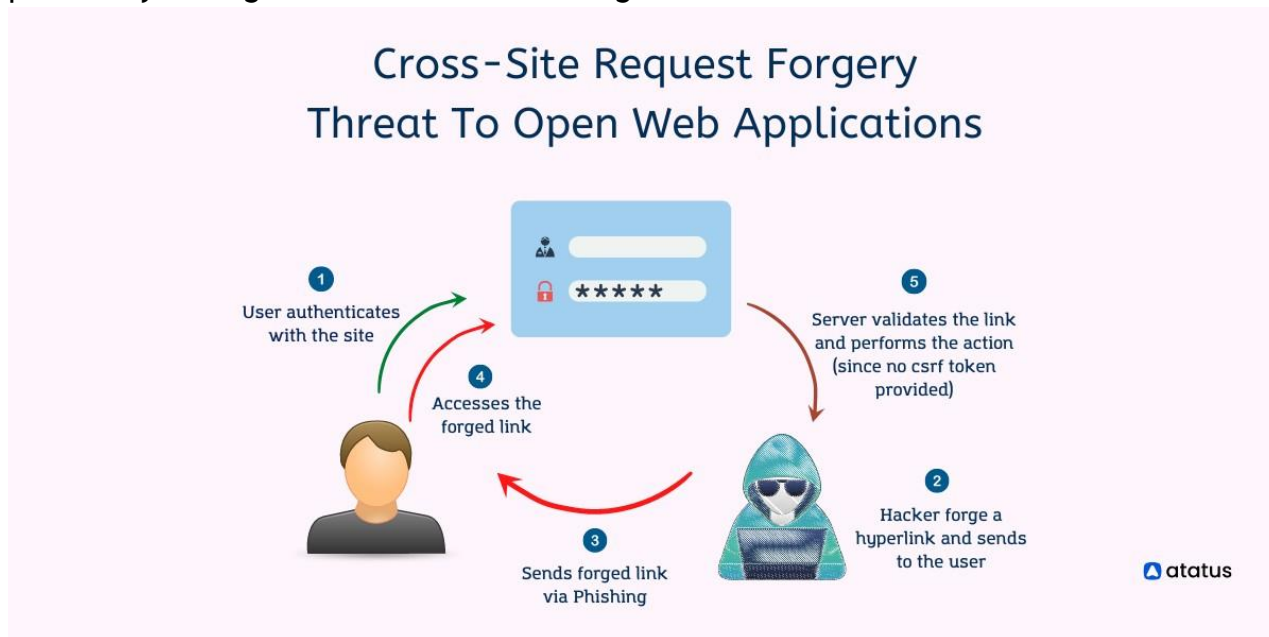 Cross-Site Request Forgery
Threat To Open Web Applications
1
User authenticates
with the site
*****
5
Server validates the link
and performs the action
(since no csrf token
provided)
4
Accesses the
forged link
2
Hacker forge a
hyperlink and sends
to the user
3
Sends forged link
via Phishing
atatus